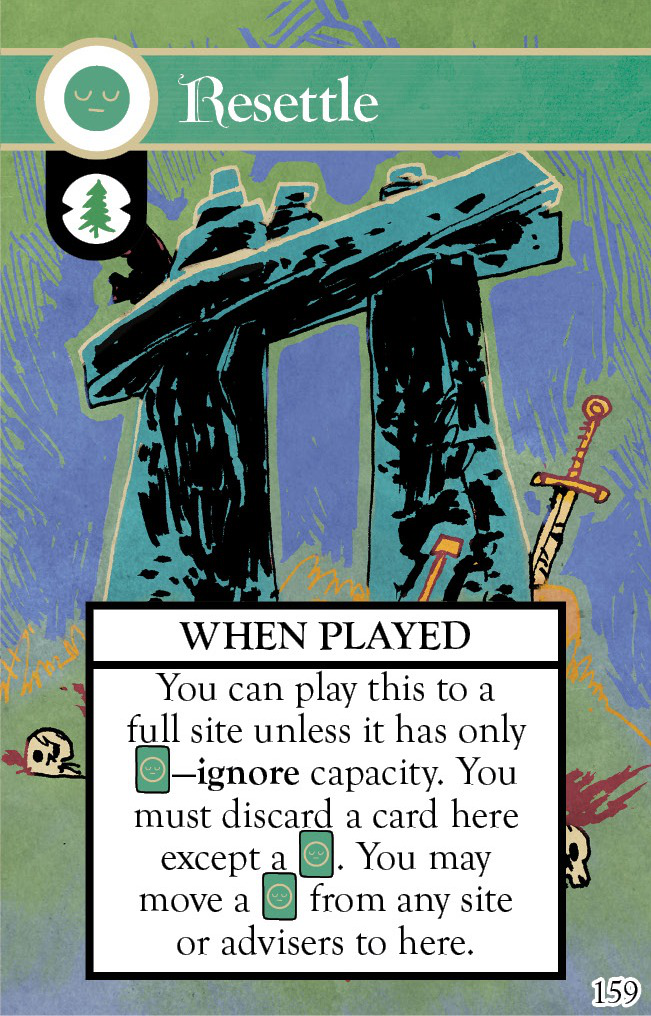 Resettle
WHEN PLAYED
You can play this to a
full site unless it has only
–ignore capacity. You
must discard a card here
except a . You may
move a from any site
or advisers to here.
159